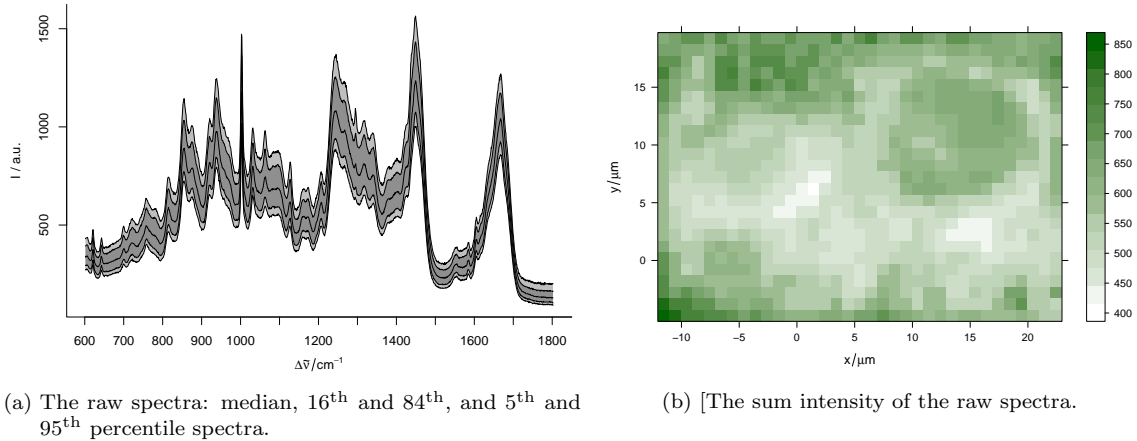 1500
1000
500
I / a.u.
600 700 800 900 1000 1200 1400 1600 1800
Δν̃/cm⁻¹
(a) The raw spectra: median, 16th and 84th, and 5th and
95th percentile spectra.
15
10
5
0
y/µm
−10 −5 0 5 10 15 20
x/µm
850
800
750
700
650
600
550
500
450
400
(b) [The sum intensity of the raw spectra.